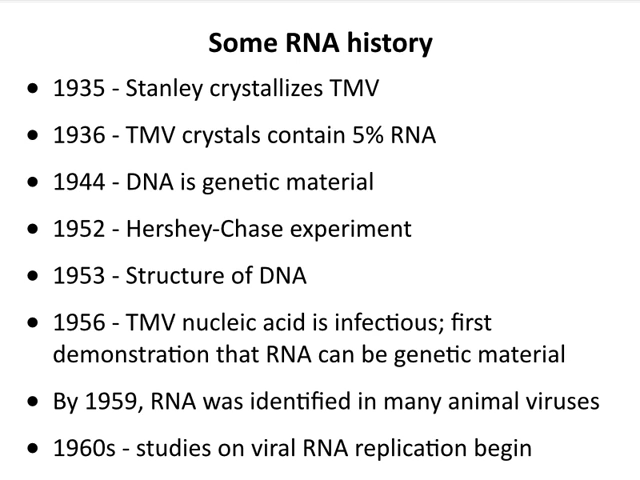 Some RNA history
• 1935 - Stanley crystallizes TMV
• 1936 - TMV crystals contain 5% RNA
• 1944 - DNA is genetic material
• 1952 - Hershey-Chase experiment
• 1953 - Structure of DNA
• 1956 - TMV nucleic acid is infectious; first
demonstration that RNA can be genetic material
• By 1959, RNA was identified in many animal viruses
• 1960s - studies on viral RNA replication begin